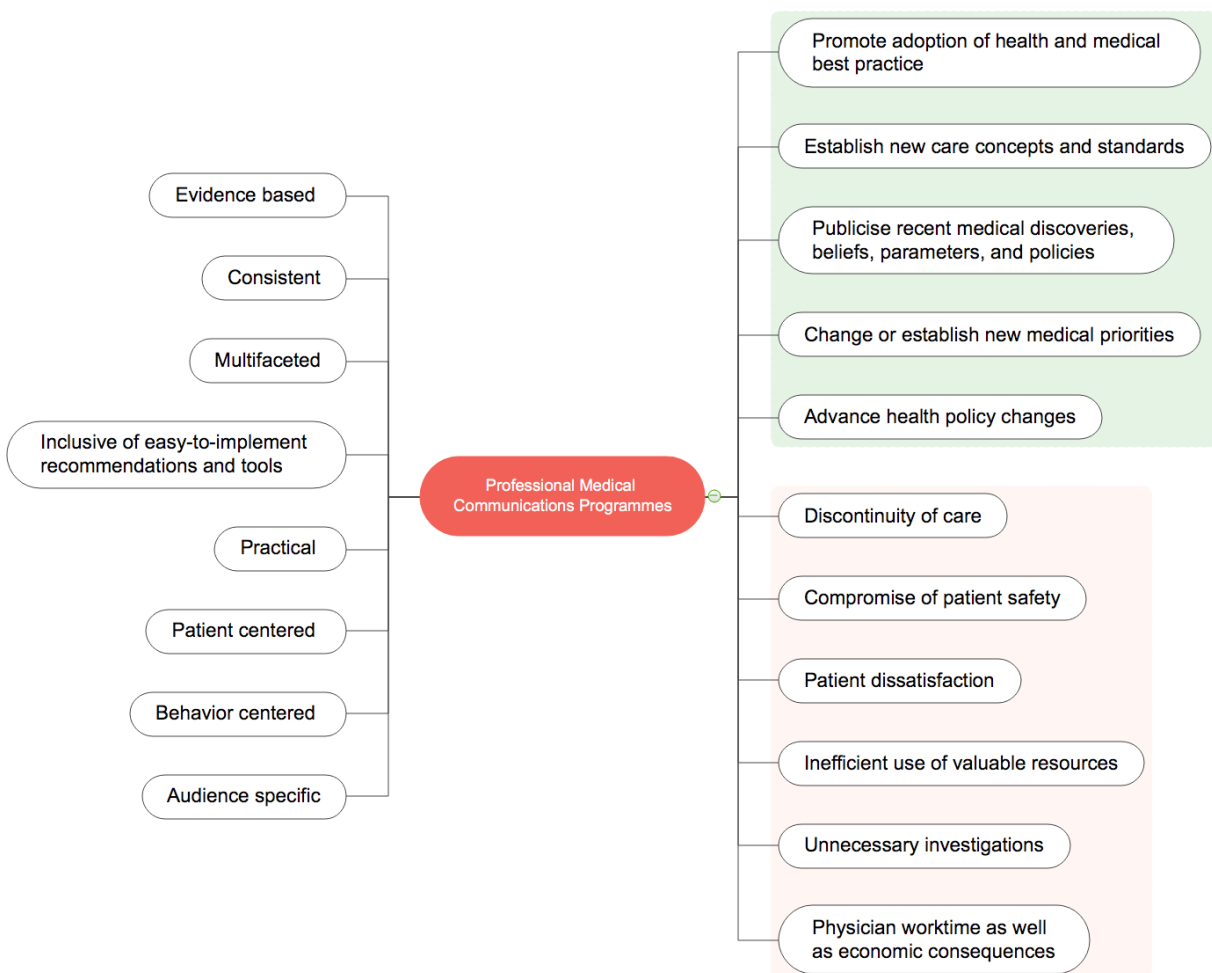 Evidence based
Consistent
Multifaceted
Inclusive of easy-to-implement
recommendations and tools
Practical
Patient centered
Behavior centered
Audience specific
Professional Medical
Communications Programmes
Promote adoption of health and medical
best practice
Establish new care concepts and standards
Publicise recent medical discoveries,
beliefs, parameters, and policies
Change or establish new medical priorities
Advance health policy changes
Discontinuity of care
Compromise of patient safety
Patient dissatisfaction
Inefficient use of valuable resources
Unnecessary investigations
Physician worktime as well
as economic consequences